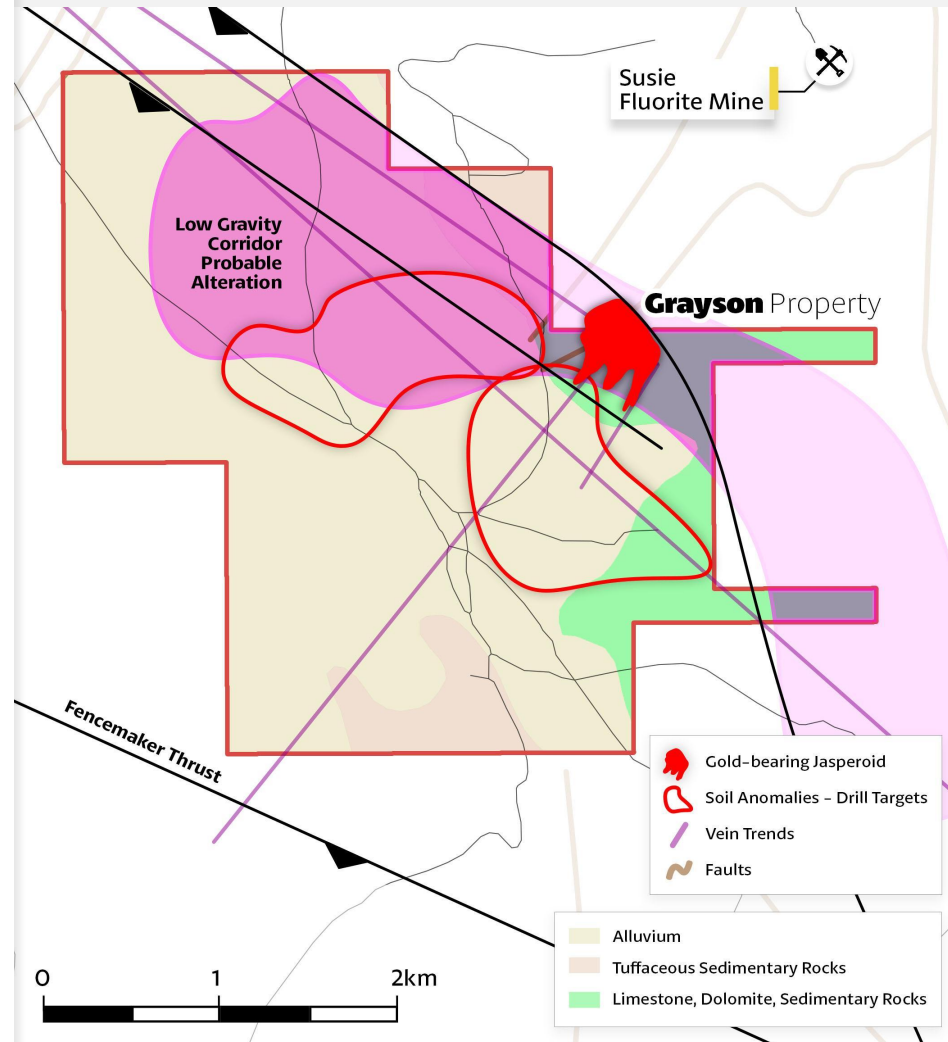 Susie
Fluorite Mine
Low Gravity
Corridor
Probable
Alteration
Grayson Property
Fencemaker Thrust
Gold-bearing Jasperoid
Soil Anomalies - Drill Targets
Vein Trends
Faults
Alluvium
Tuffaceous Sedimentary Rocks
Limestone, Dolomite, Sedimentary Rocks
0 1 2km